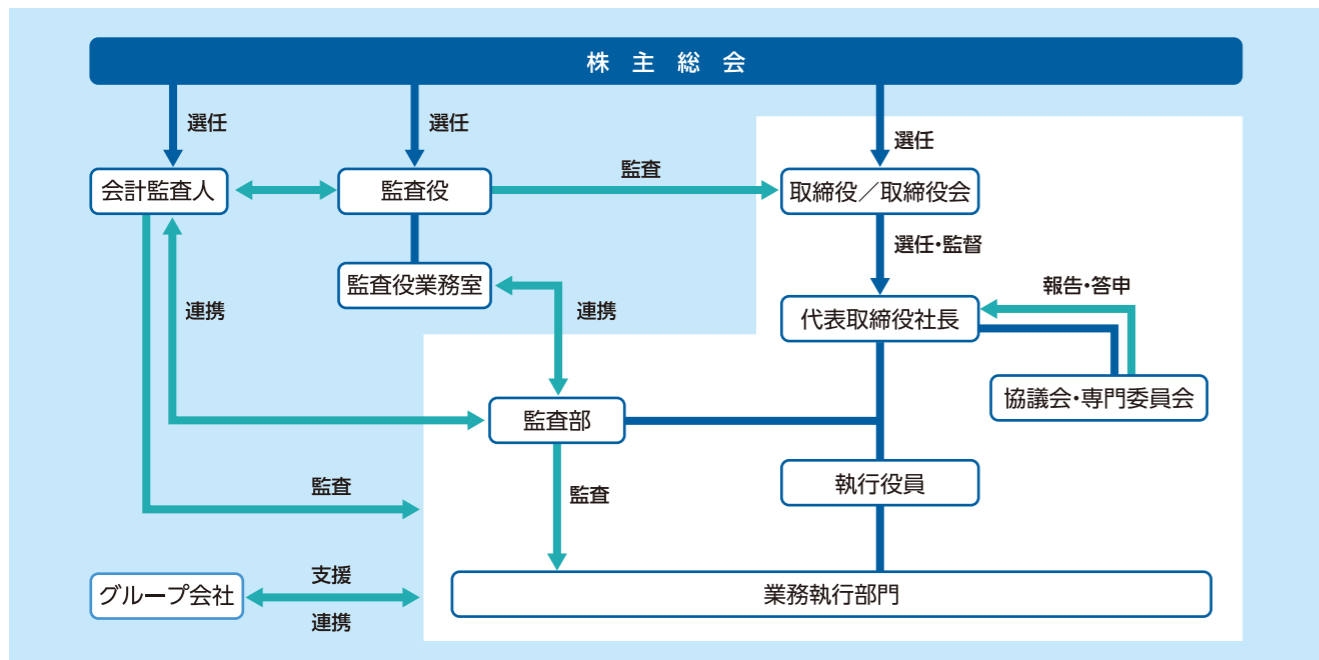 株主総会
選任
選任
選任
会計監査人
監査役
監査
取締役／取締役会
選任・監督
監査役業務室
連携
連携
報告・答申
代表取締役社長
協議会・専門委員会
監査部
執行役員
監査
監査
グループ会社
支援
連携
業務執行部門